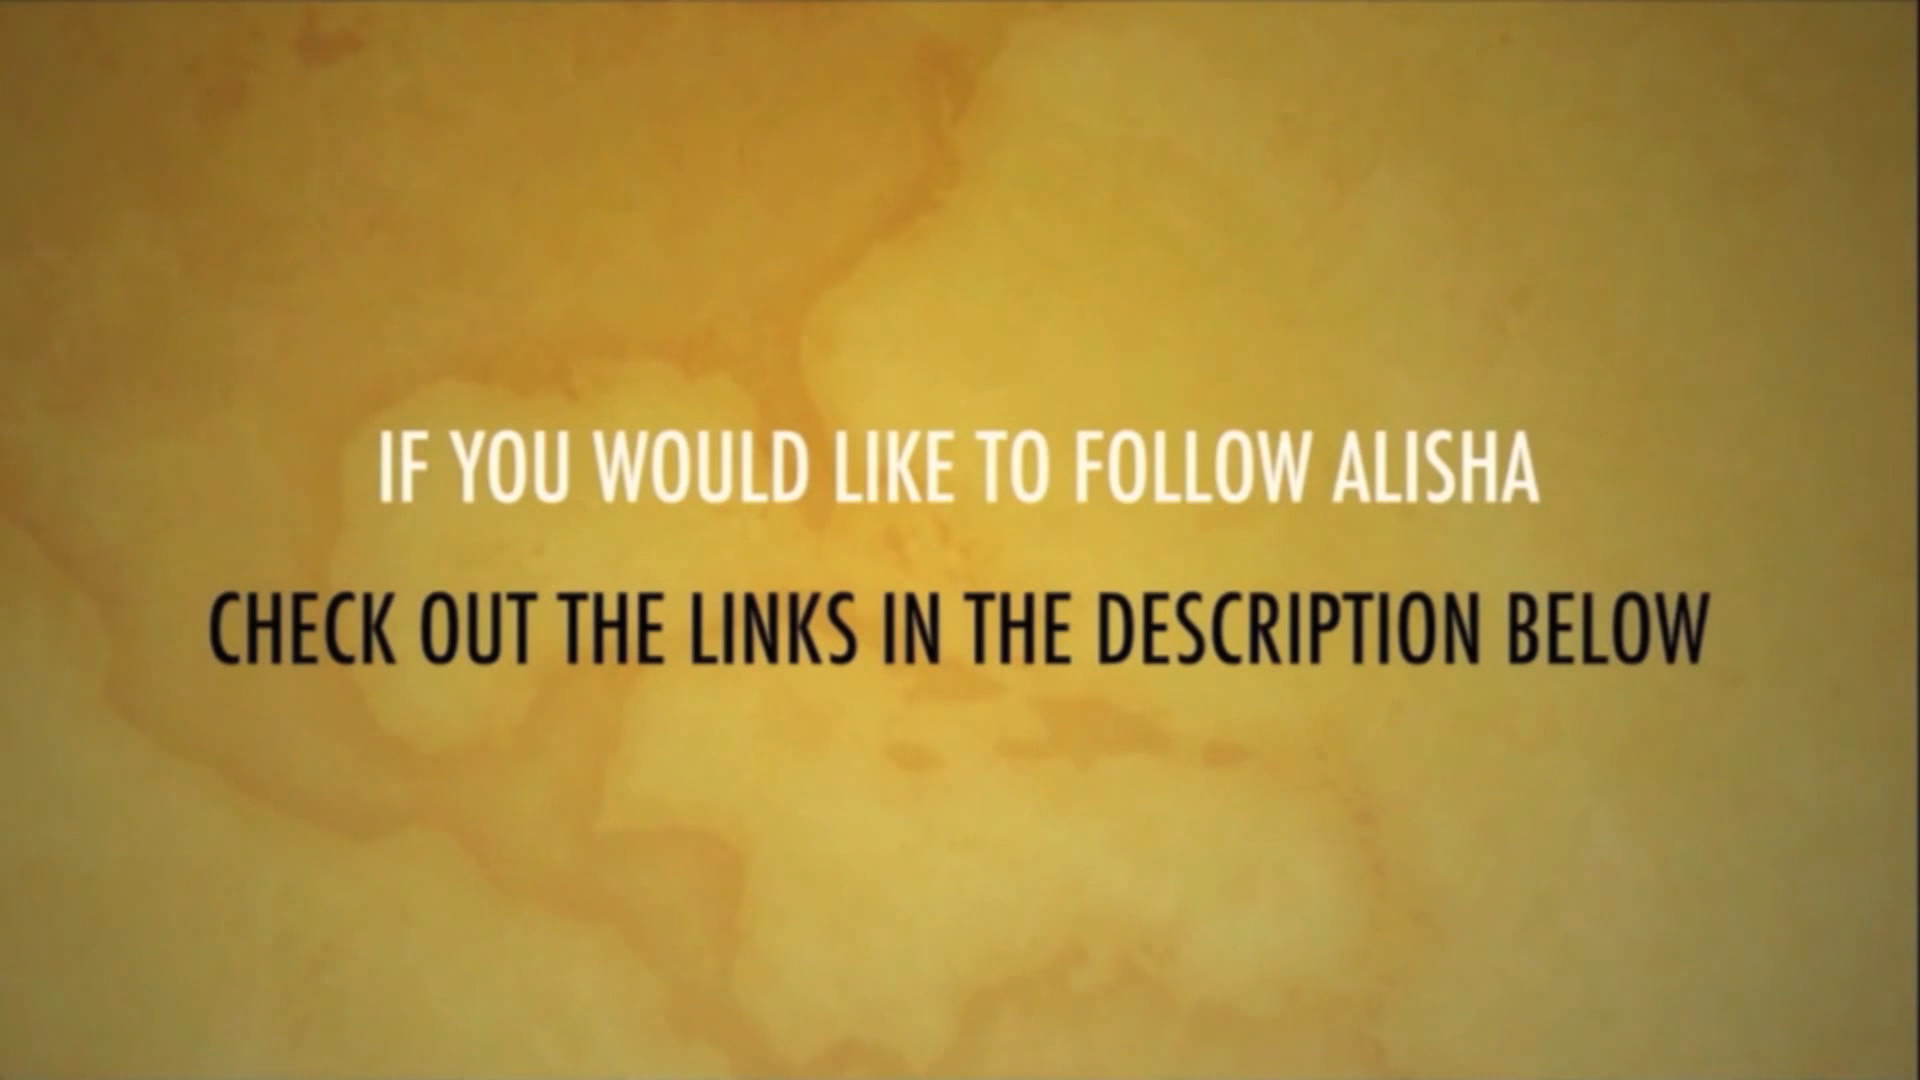 IF YOU WOULD LIKE TO FOLLOW ALISHA
CHECK OUT THE LINKS IN THE DESCRIPTION BELOW